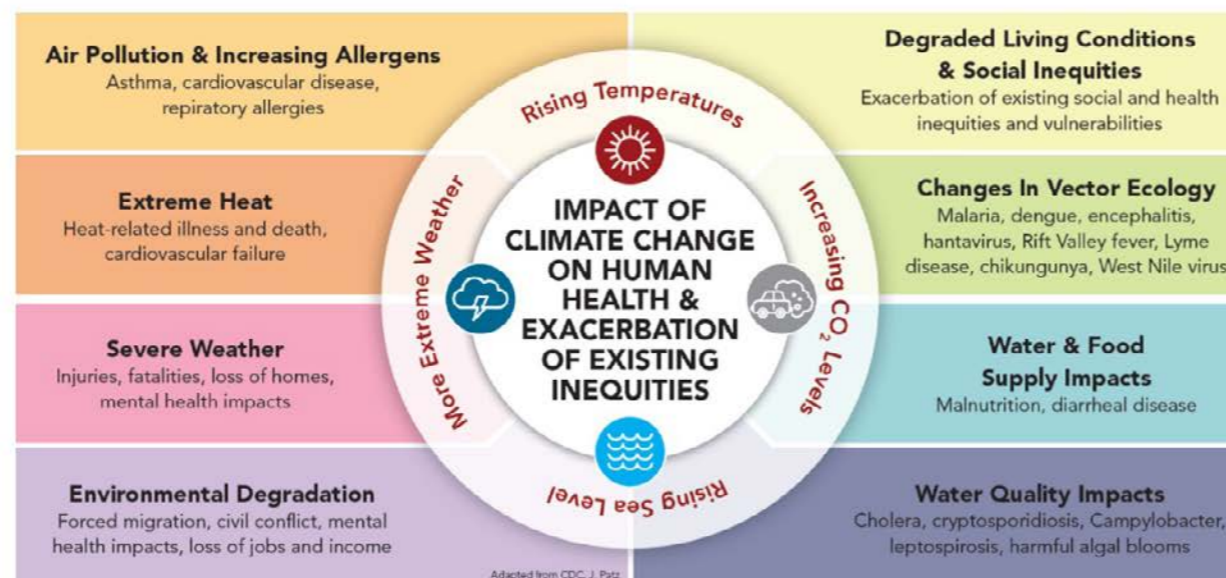 Air Pollution & Increasing Allergens
Asthma, cardiovascular disease,
repiratory allergies
Extreme Heat
Heat-related illness and death,
cardiovascular failure
Severe Weather
Injuries, fatalities, loss of homes,
mental health impacts
Environmental Degradation
Forced migration, civil conflict, mental
health impacts, loss of jobs and income
Rising Temperatures
More Extreme Weather
IMPACT OF
CLIMATE CHANGE
ON HUMAN
HEALTH &
EXACERBATION
OF EXISTING
INEQUITIES
Increasing CO₂ Levels
Rising Sea Level
Degraded Living Conditions
& Social Inequities
Exacerbation of existing social and health
inequities and vulnerabilities
Changes In Vector Ecology
Malaria, dengue, encephalitis,
hantavirus, Rift Valley fever, Lyme
disease, chikungunya, West Nile virus
Water & Food
Supply Impacts
Malnutrition, diarrheal disease
Water Quality Impacts
Cholera, cryptosporidiosis, Campylobacter,
leptospirosis, harmful algal blooms
Adapted from CDC, J. Patz